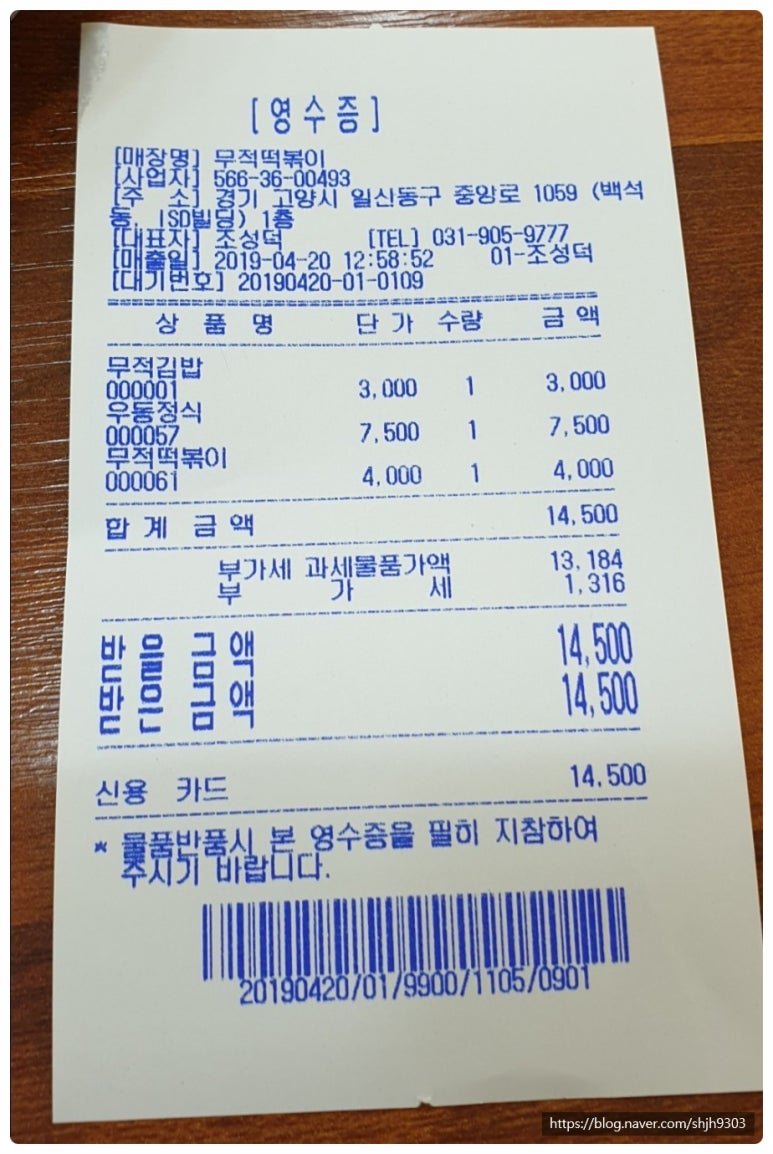 [영수증]
[매장명] 무적떡볶이
[사업자] 566-36-00493
[주 소] 경기 고양시 일산동구 중앙로 1059 (백석
동, ISD빌딩) 1층
[대표자] 조성덕 [TEL] 031-905-9777
[매출일] 2019-04-20 12:58:52 01-조성덕
[대기번호] 20190420-01-0109
상 품 명 단 가 수량 금 액
무적김밥
000001 3,000 1 3,000
우동정식
000057 7,500 1 7,500
무적떡볶이
000061 4,000 1 4,000
합 계 금 액 14,500
부가세 과세물품가액 13,184
부 가 세 1,316
받 을 금 액 14,500
받 은 금 액 14,500
신용 카드 14,500
* 물품반품시 본 영수증을 필히 지참하여
주시기 바랍니다.
20190420/01/9900/1105/0901
https://blog.naver.com/shjh9303